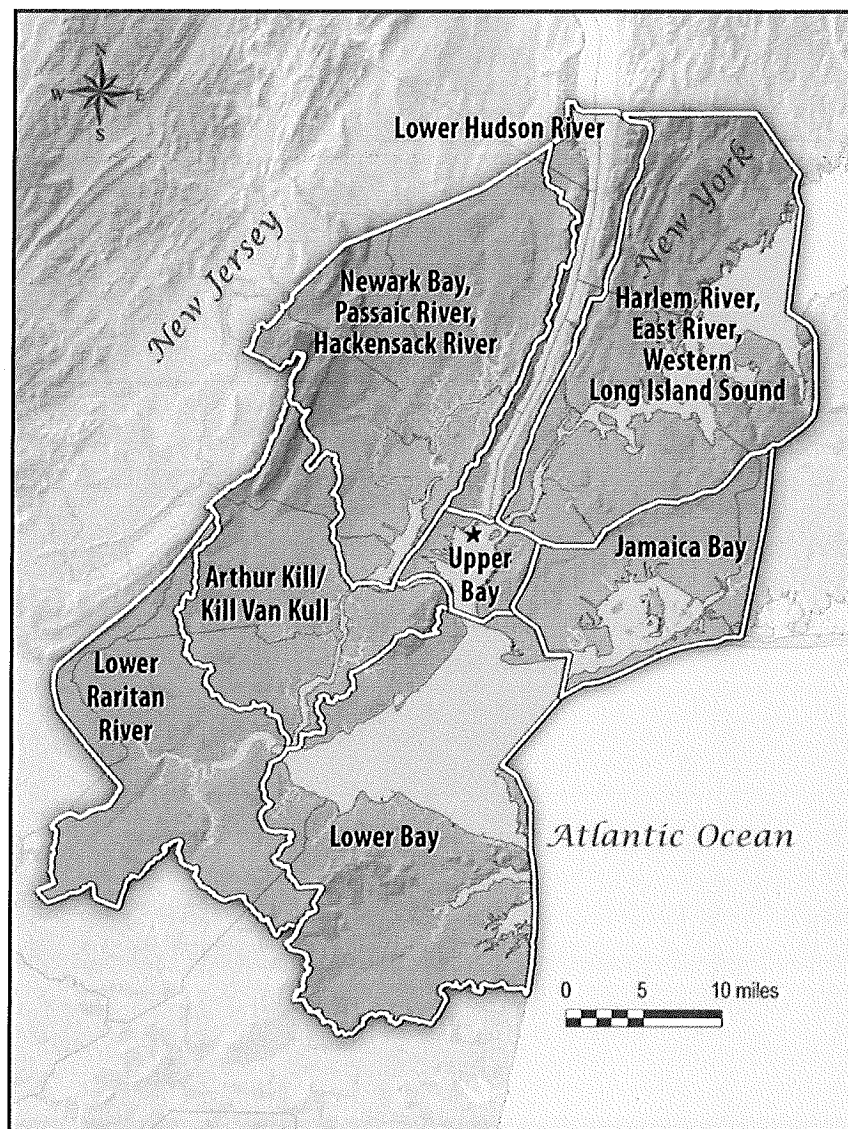 N
W E
S
Lower Hudson River
New Jersey
New York
Newark Bay,
Passaic River,
Hackensack River
Harlem River,
East River,
Western
Long Island Sound
Upper
Bay
Jamaica Bay
Arthur Kill/
Kill Van Kull
Lower
Raritan
River
Lower Bay
Atlantic Ocean
0 5 10 miles